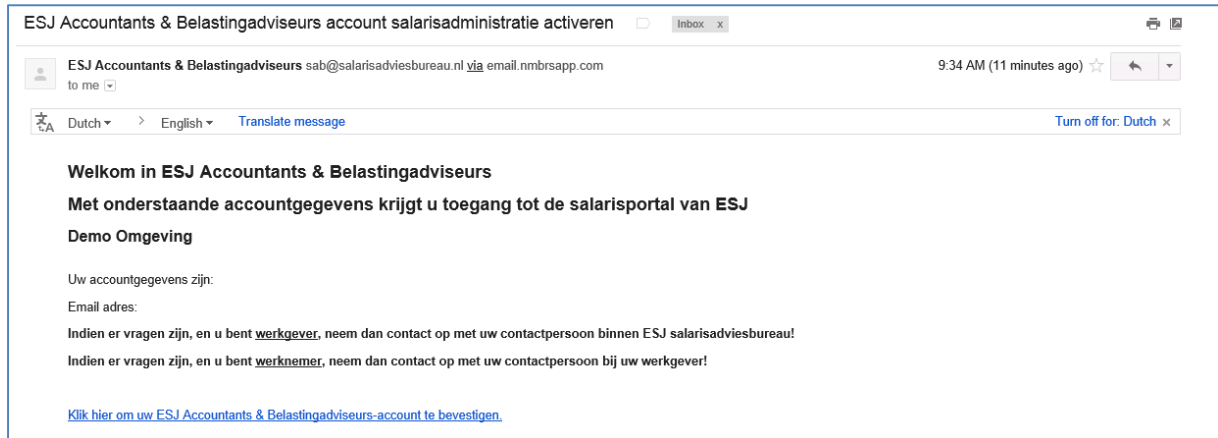 ESJ Accountants & Belastingadviseurs account salarisadministratie activeren Inbox x
ESJ Accountants & Belastingadviseurs sab@salarisadviesbureau.nl via email.nmbrsapp.com 9:34 AM (11 minutes ago)
to me
Dutch > English Translate message Turn off for: Dutch x
Welkom in ESJ Accountants & Belastingadviseurs
Met onderstaande accountgegevens krijgt u toegang tot de salarisportal van ESJ
Demo Omgeving
Uw accountgegevens zijn:
Email adres:
Indien er vragen zijn, en u bent werkgever, neem dan contact op met uw contactpersoon binnen ESJ salarisadviesbureau!
Indien er vragen zijn, en u bent werknemer, neem dan contact op met uw contactpersoon bij uw werkgever!
Klik hier om uw ESJ Accountants & Belastingadviseurs-account te bevestigen.